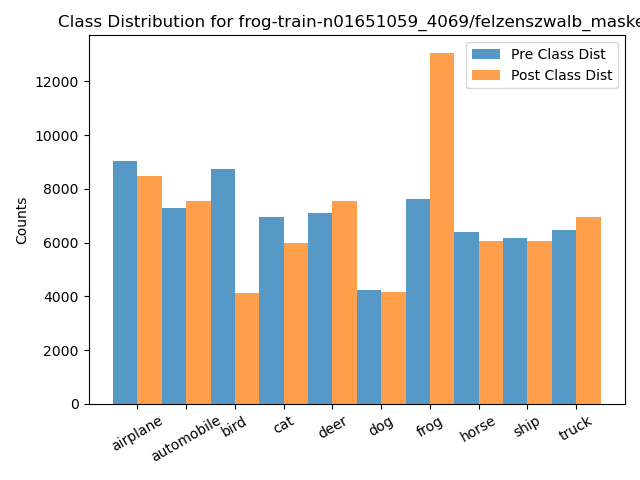 Class Distribution for frog-train-n01651059_4069/felzenszwalb_maske
Pre Class Dist
Post Class Dist
Counts
12000
10000
8000
6000
4000
2000
0
airplane
automobile
bird
cat
deer
dog
frog
horse
ship
truck